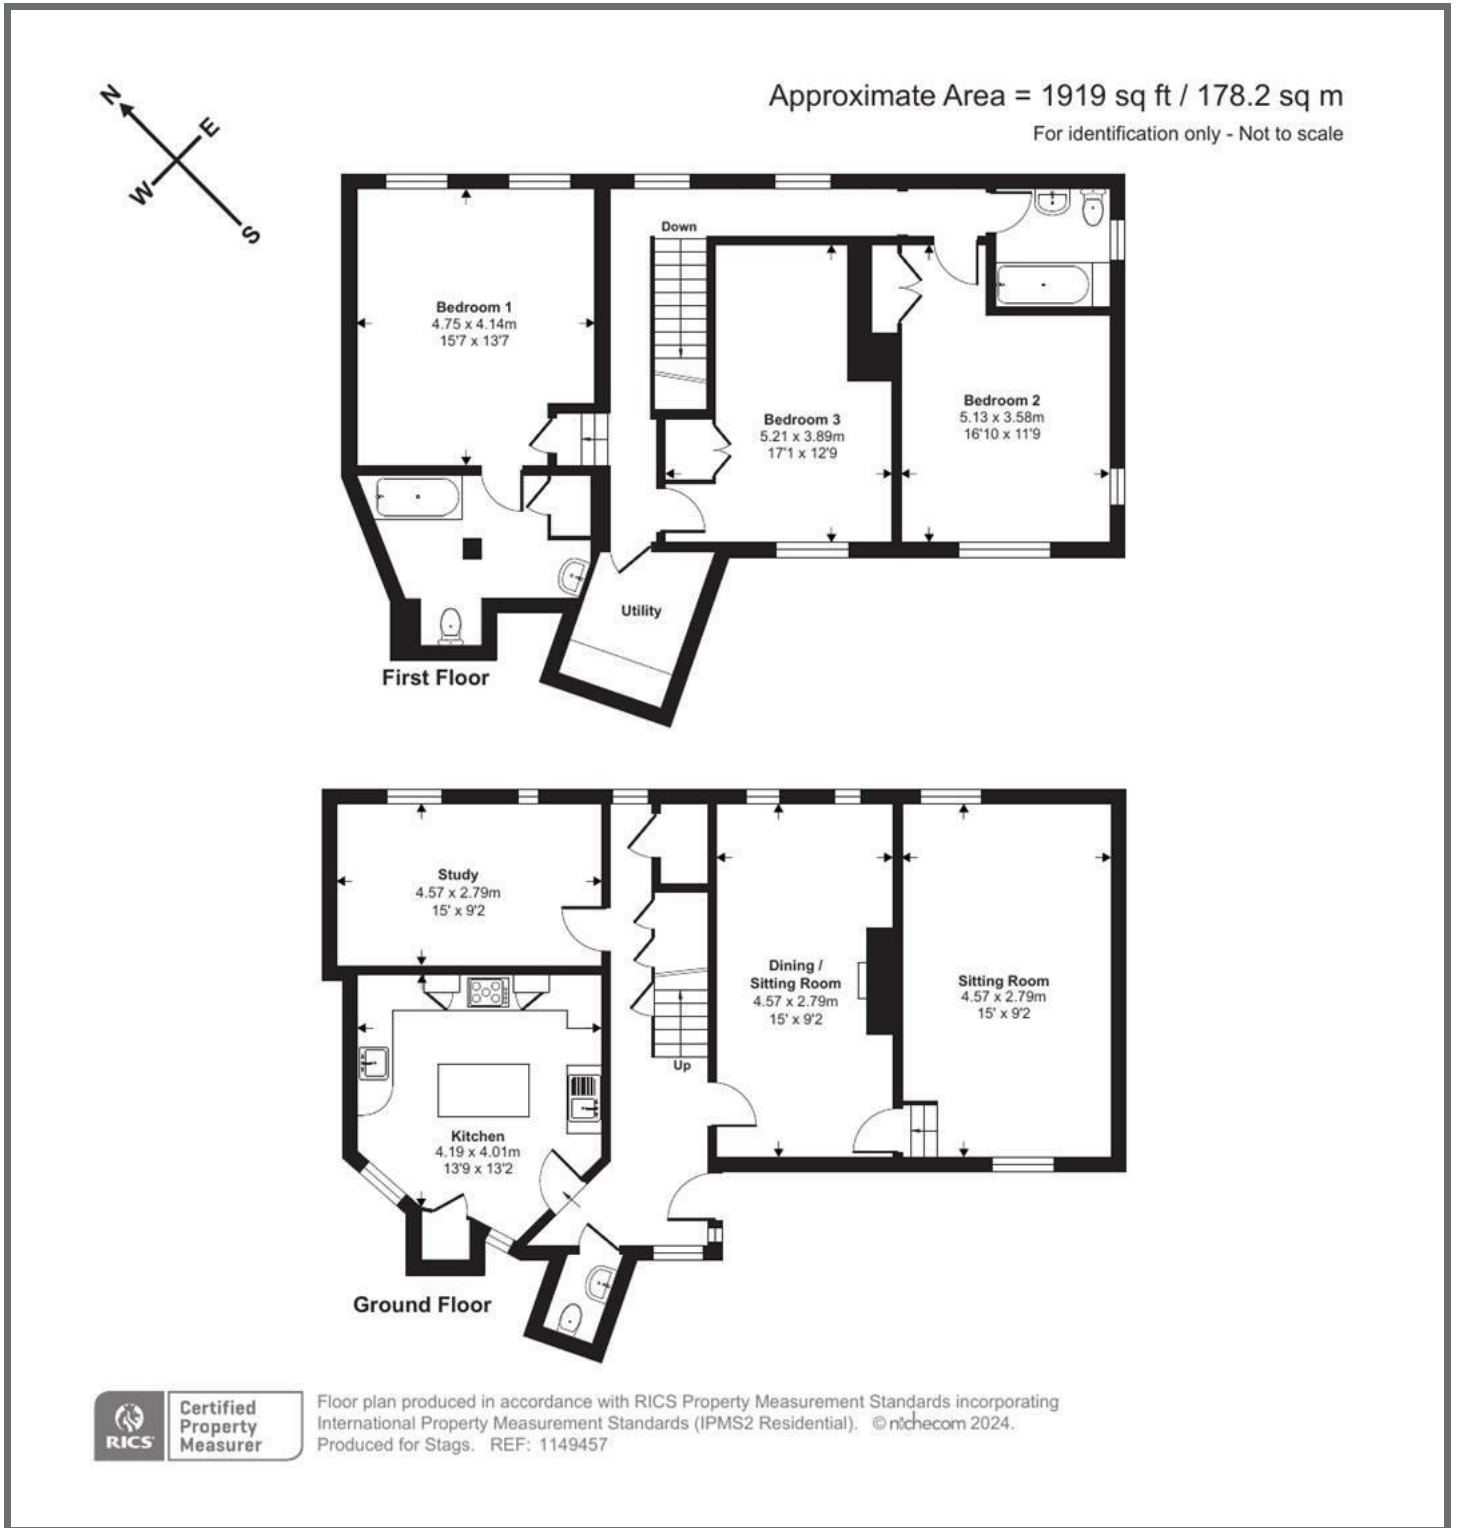 N
E
W
S
Approximate Area = 1919 sq ft / 178.2 sq m
For identification only - Not to scale
Down
Bedroom 1
4.75 x 4.14m
15'7 x 13'7
Bedroom 3
5.21 x 3.89m
17'1 x 12'9
Bedroom 2
5.13 x 3.58m
16'10 x 11'9
Utility
First Floor
Study
4.57 x 2.79m
15' x 9'2
Dining /
Sitting Room
4.57 x 2.79m
15' x 9'2
Sitting Room
4.57 x 2.79m
15' x 9'2
Up
Kitchen
4.19 x 4.01m
13'9 x 13'2
Ground Floor
RICS
Certified
Property
Measurer
Floor plan produced in accordance with RICS Property Measurement Standards incorporating
International Property Measurement Standards (IPMS2 Residential). © nichecom 2024.
Produced for Stags. REF: 1149457